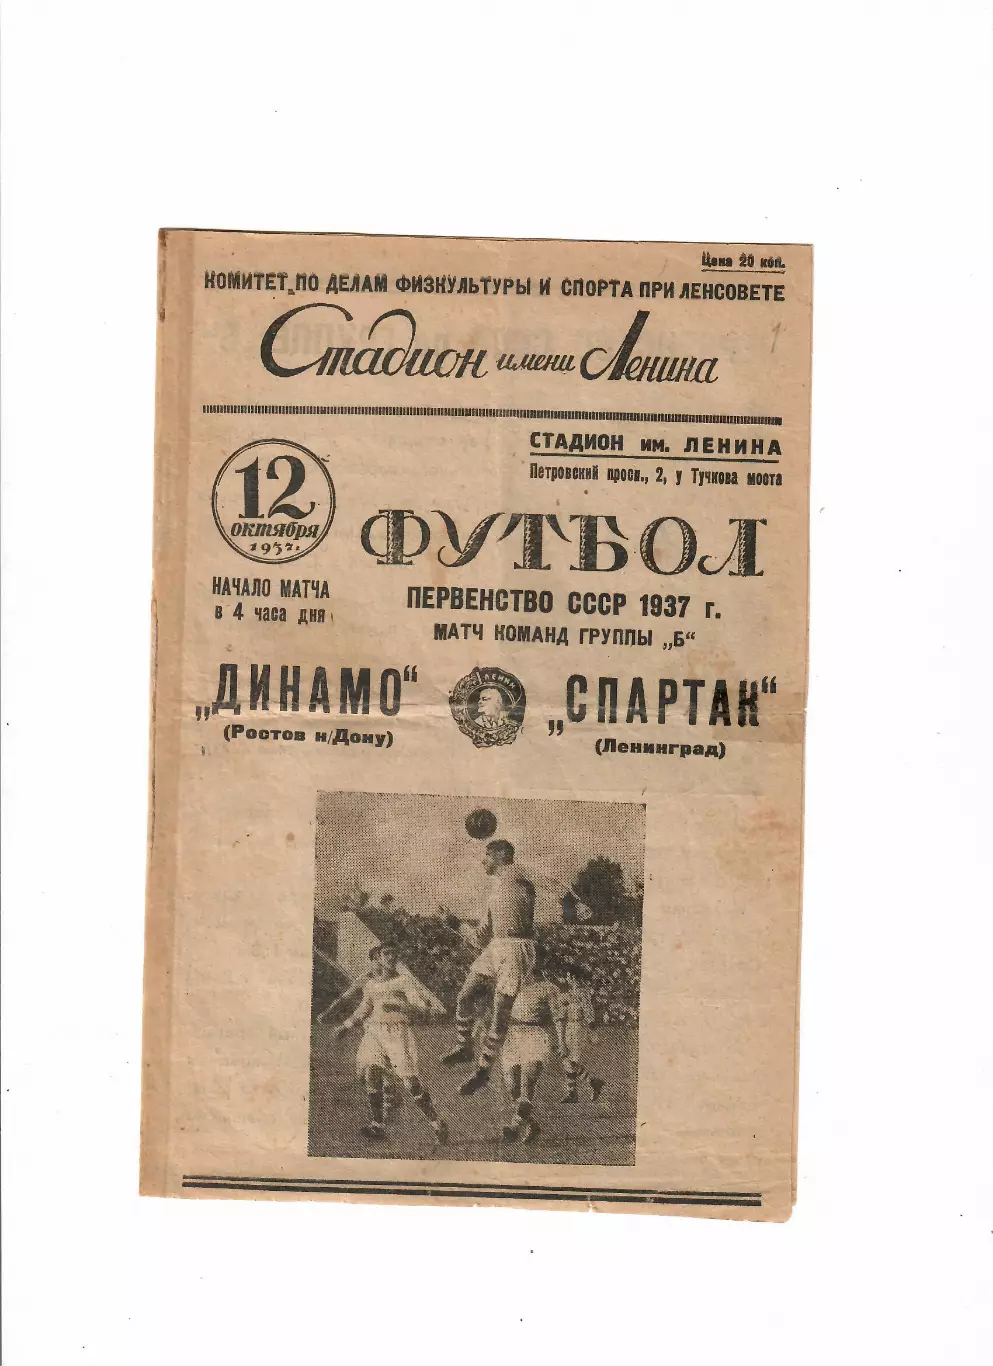 Цена 20 коп.
КОМИТЕТ ПО ДЕЛАМ ФИЗКУЛЬТУРЫ И СПОРТА ПРИ ЛЕНСОВЕТЕ
Стадион имени Ленина
СТАДИОН им. ЛЕНИНА
Петровский просп., 2, у Тучкова моста
12
октября
1937 г.
НАЧАЛО МАТЧА
в 4 часа дня
ФУТБОЛ
ПЕРВЕНСТВО СССР 1937 г.
МАТЧ КОМАНД ГРУППЫ „Б“
„ДИНАМО“
(Ростов н/Дону)
ЛЕНИН
„СПАРТАК“
(Ленинград)